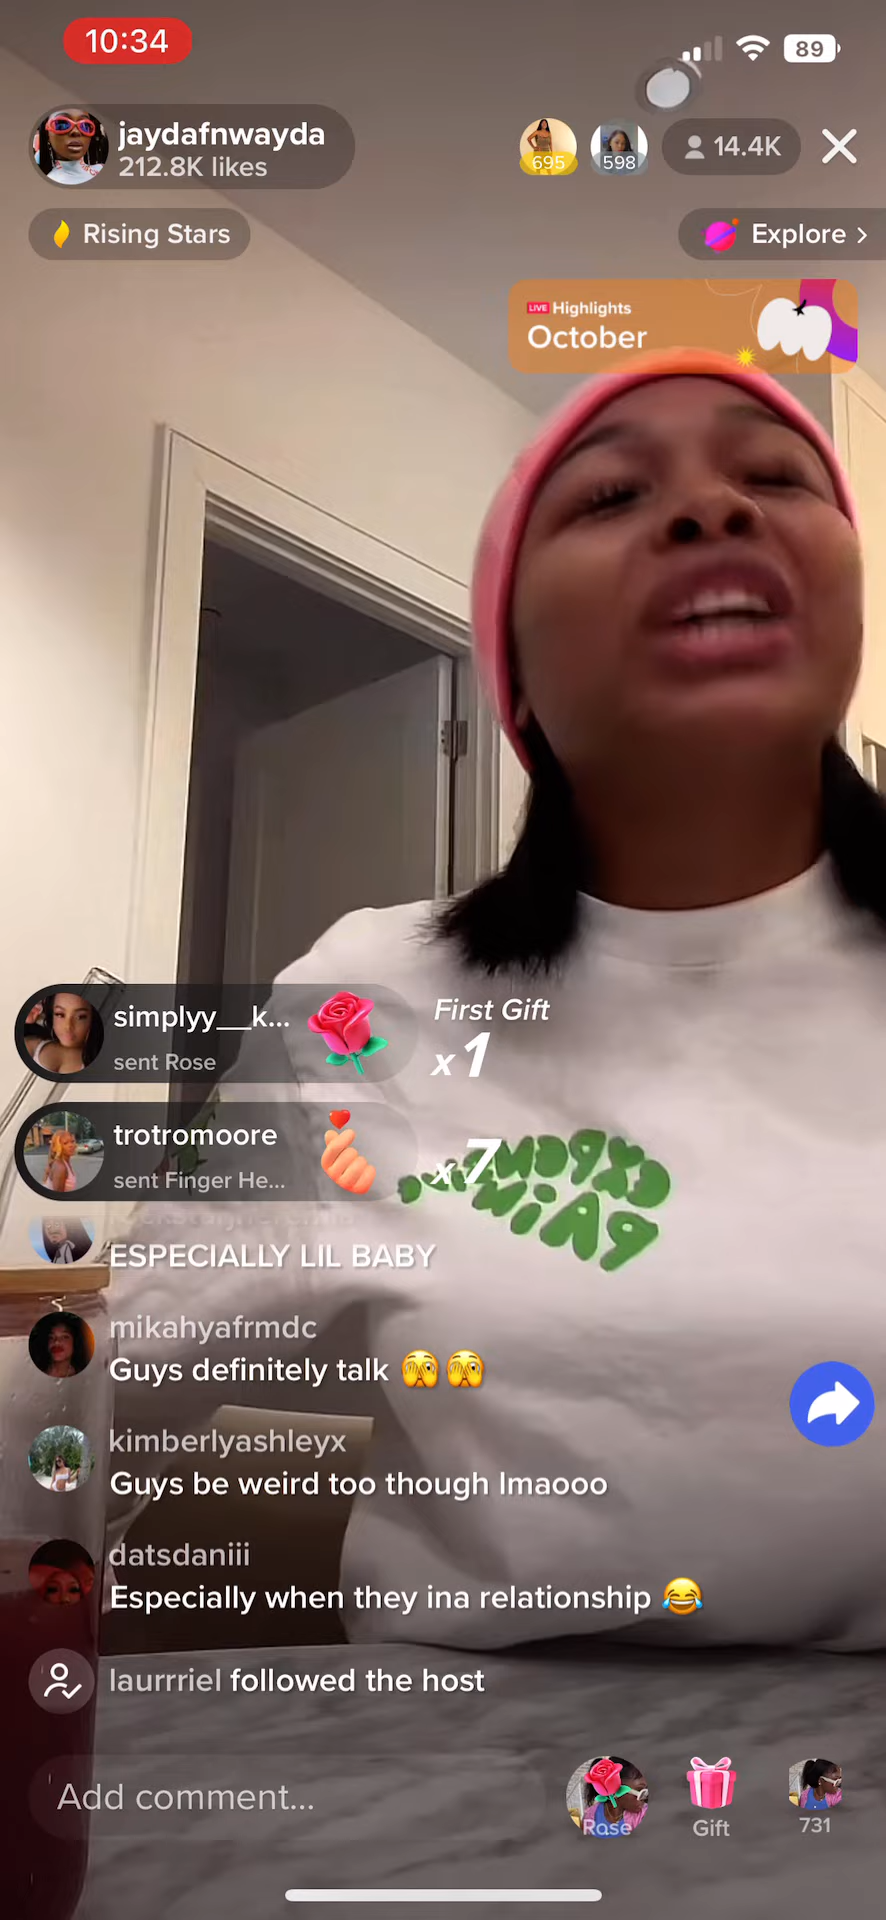 10:34
89
jaydafnwayda
212.8K likes
695
598
14.4K
Rising Stars
Explore >
LIVE Highlights
October
simplyy__k...
sent Rose
First Gift
x1
trotromoore
sent Finger He...
x7
ESPECIALLY LIL BABY
mikahyafrmdc
Guys definitely talk 🫣🫣
kimberlyashleyx
Guys be weird too though lmaooo
datsdaniii
Especially when they ina relationship 😂
laurrriel followed the host
Add comment...
Rose
Gift
731